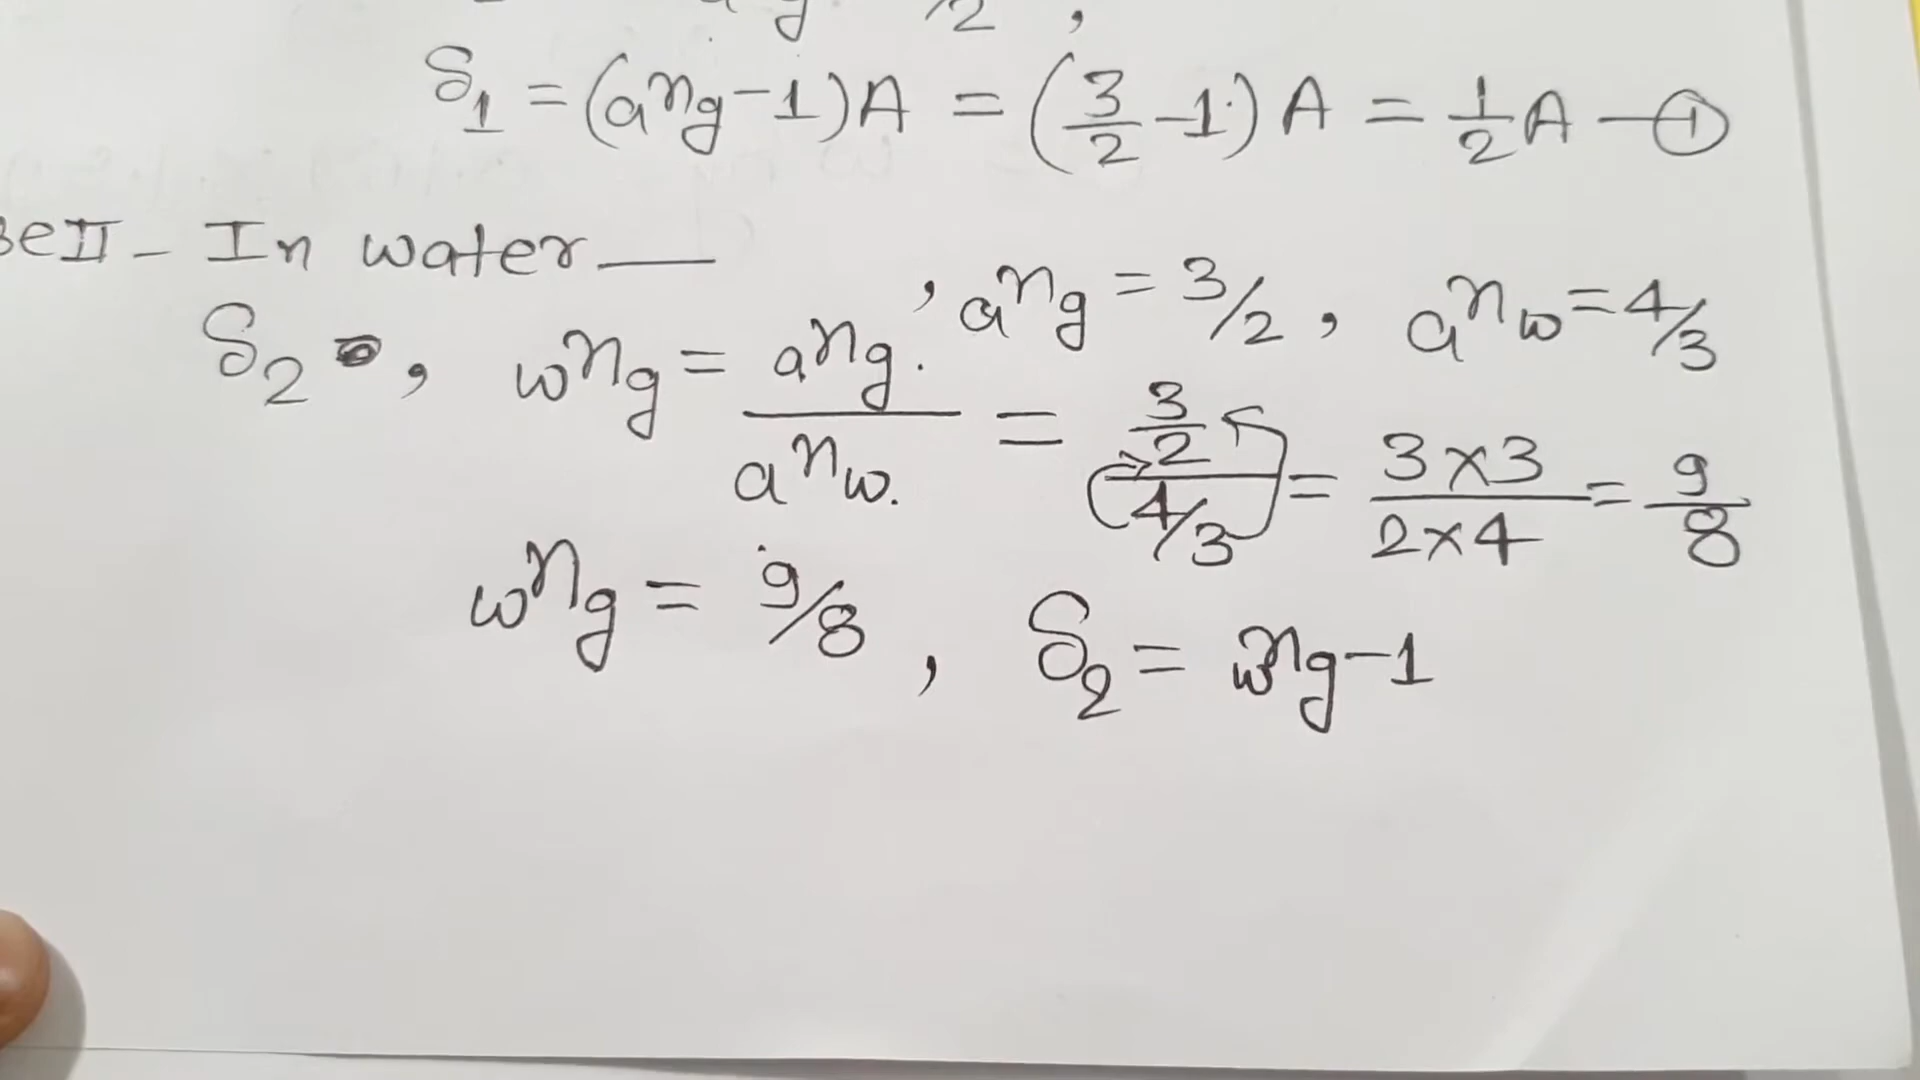 δ₁ = (ₐn_g - 1)A = (3/2 - 1)A = 1/2 A — ①
se II - In water —
δ₂ , wn_g = ₐn_g / ₐn_w , ₐn_g = 3/2 , ₐn_w = 4/3
= (3/2) / (4/3) = 3×3 / 2×4 = 9/8
wn_g = 9/8 , δ₂ = wn_g - 1